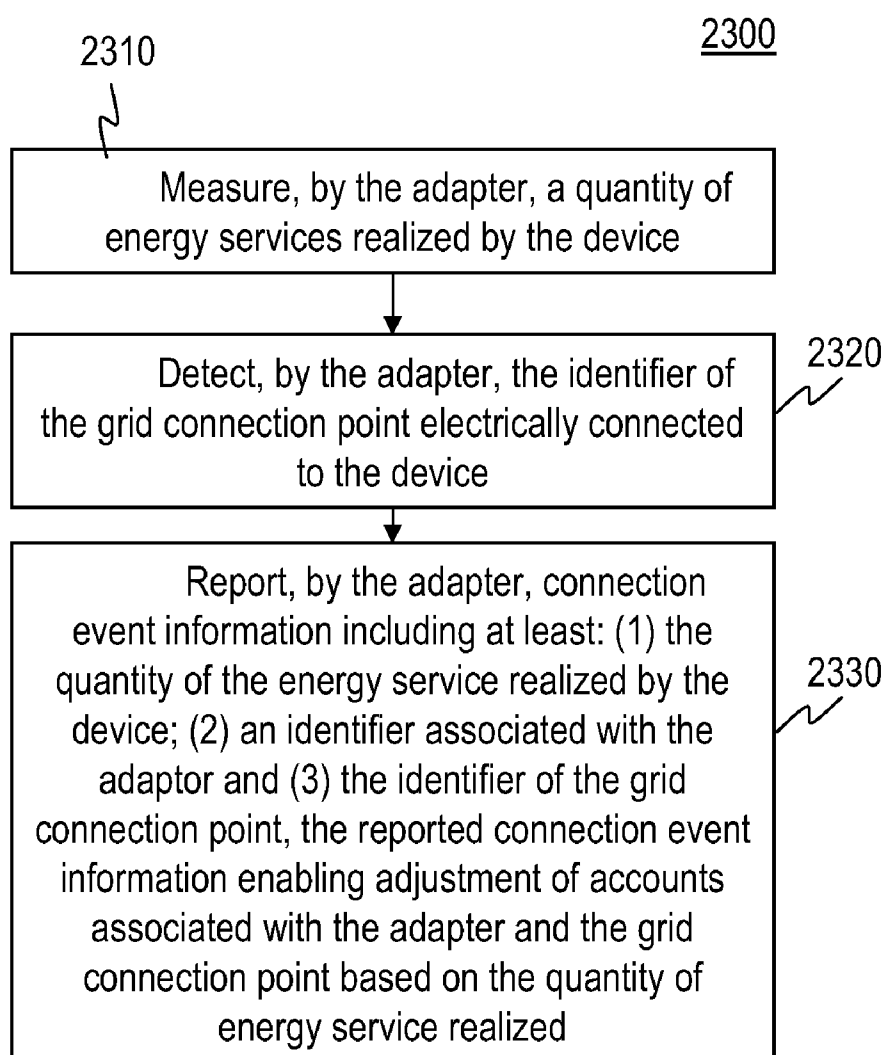 2300
2310
Measure, by the adapter, a quantity of
energy services realized by the device
2320
Detect, by the adapter, the identifier of
the grid connection point electrically connected
to the device
2330
Report, by the adapter, connection
event information including at least: (1) the
quantity of the energy service realized by the
device; (2) an identifier associated with the
adaptor and (3) the identifier of the grid
connection point, the reported connection event
information enabling adjustment of accounts
associated with the adapter and the grid
connection point based on the quantity of
energy service realized